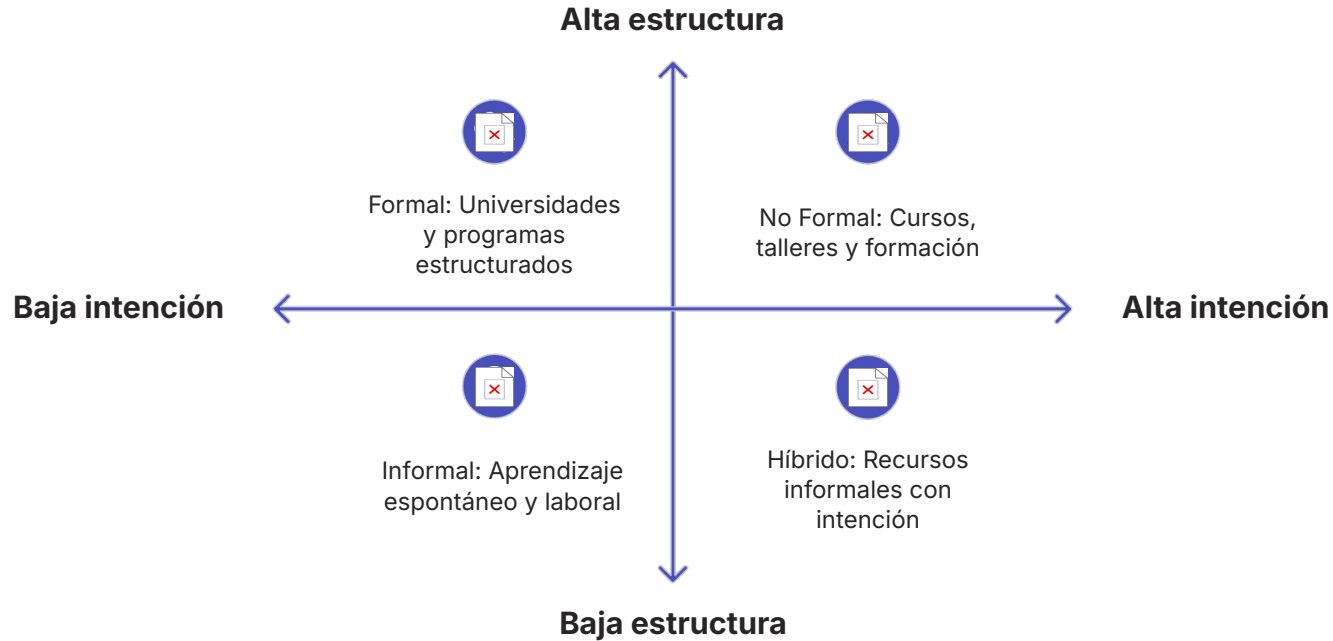 Alta estructura
Formal: Universidades
y programas
estructurados
No Formal: Cursos,
talleres y formación
Baja intención
Alta intención
Informal: Aprendizaje
espontáneo y laboral
Híbrido: Recursos
informales con
intención
Baja estructura